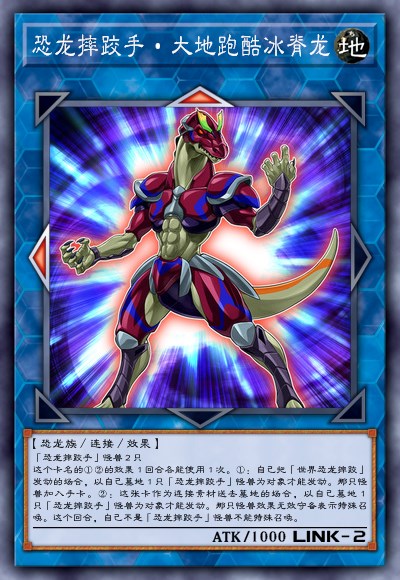 恐龙摔跤手·大地跑酷冰脊龙
地
【恐龙族／连接／效果】
「恐龙摔跤手」怪兽２只
这个卡名的①②的效果１回合各能使用１次。①：自己把「世界恐龙摔跤」
发动的场合，以自己墓地１只「恐龙摔跤手」怪兽为对象才能发动。那只怪
兽加入手卡。②：这张卡作为连接素材送去墓地的场合，以自己墓地１
只「恐龙摔跤手」怪兽为对象才能发动。那只怪兽效果无效守备表示特殊召
唤。这个回合，自己不是「恐龙摔跤手」怪兽不能特殊召唤。
ATK/1000 LINK-2